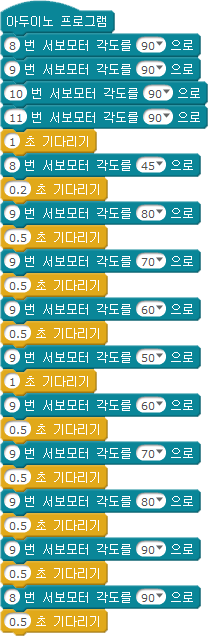 아두이노 프로그램
8 번 서보모터 각도를 90 으로
9 번 서보모터 각도를 90 으로
10 번 서보모터 각도를 90 으로
11 번 서보모터 각도를 90 으로
1 초 기다리기
8 번 서보모터 각도를 45 으로
0.2 초 기다리기
9 번 서보모터 각도를 80 으로
0.5 초 기다리기
9 번 서보모터 각도를 70 으로
0.5 초 기다리기
9 번 서보모터 각도를 60 으로
0.5 초 기다리기
9 번 서보모터 각도를 50 으로
1 초 기다리기
9 번 서보모터 각도를 60 으로
0.5 초 기다리기
9 번 서보모터 각도를 70 으로
0.5 초 기다리기
9 번 서보모터 각도를 80 으로
0.5 초 기다리기
9 번 서보모터 각도를 90 으로
0.5 초 기다리기
8 번 서보모터 각도를 90 으로
0.5 초 기다리기